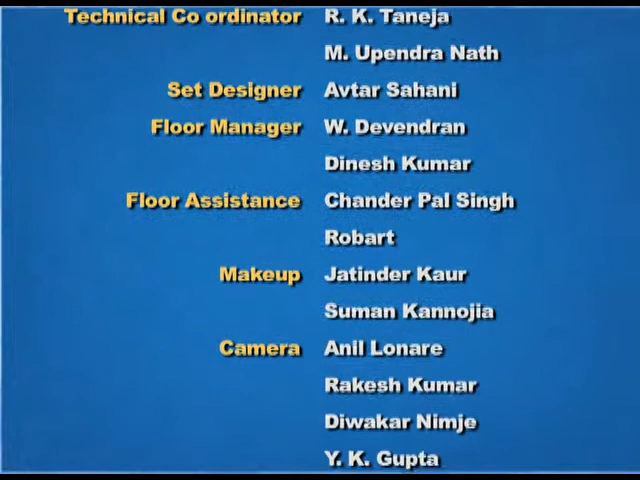 Technical Co ordinator R. K. Taneja
M. Upendra Nath
Set Designer Avtar Sahani
Floor Manager W. Devendran
Dinesh Kumar
Floor Assistance Chander Pal Singh
Robart
Makeup Jatinder Kaur
Suman Kannojia
Camera Anil Lonare
Rakesh Kumar
Diwakar Nimje
Y. K. Gupta